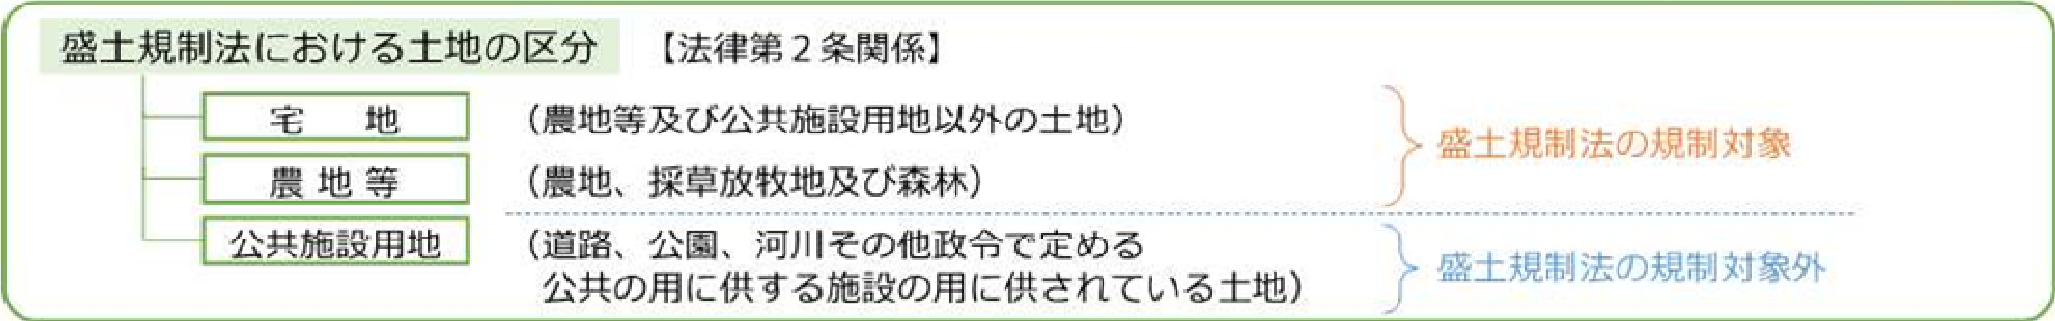 盛土規制法における土地の区分 【法律第2条関係】
宅 地 (農地等及び公共施設用地以外の土地)
盛土規制法の規制対象
農地等 (農地、採草放牧地及び森林)
公共施設用地 (道路、公園、河川その他政令で定める
公共の用に供する施設の用に供されている土地)
盛土規制法の規制対象外